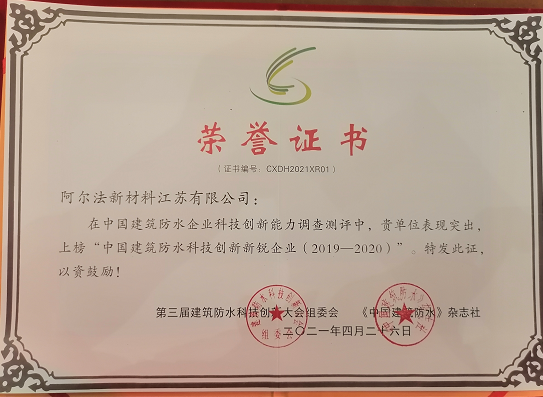 荣誉证书
（证书编号：CXDH2021XR01）
阿尔法新材料江苏有限公司：
在中国建筑防水企业科技创新能力调查测评中，贵单位表现突出，
上榜“中国建筑防水科技创新新锐企业（2019—2020）”。特发此证，
以资鼓励！
第三届建筑防水科技创新大会组委会 《中国建筑防水》杂志社
二〇二一年四月二十六日